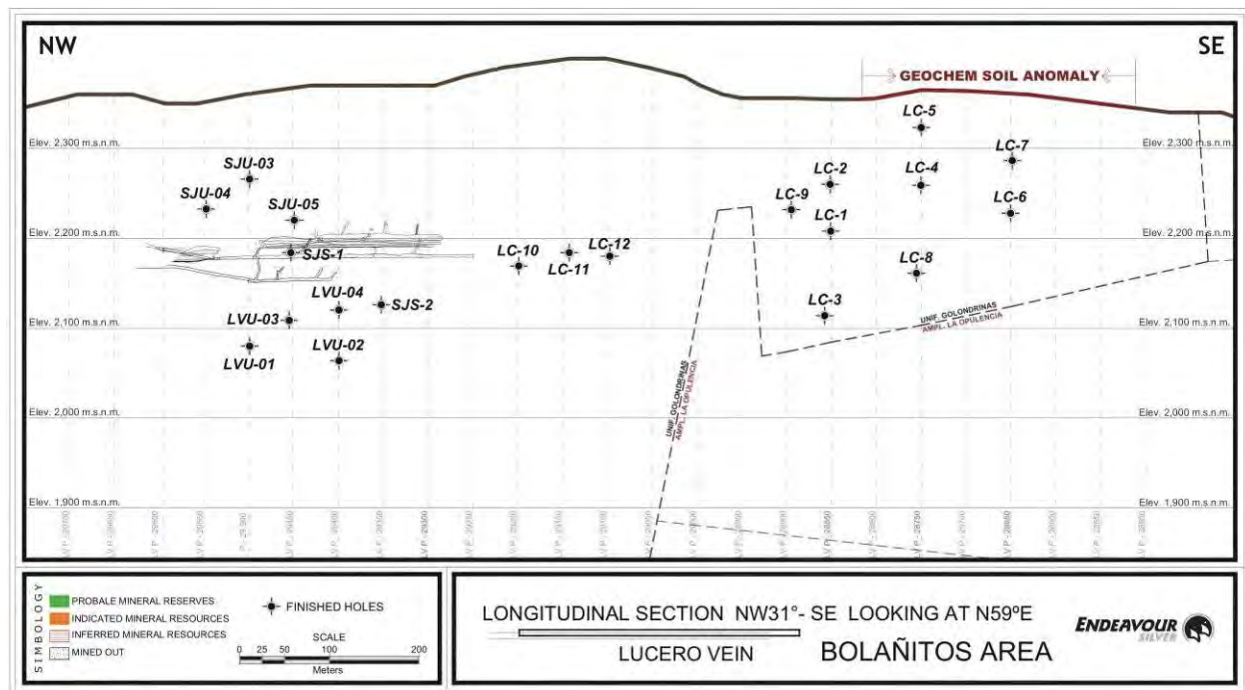 NW
SE
GEOCHEM SOIL ANOMALY
LC-5
Elev. 2,300 m.s.n.m.
Elev. 2,300 m.s.n.m.
LC-7
SJU-03
LC-2
LC-4
SJU-04
LC-9
LC-6
SJU-05
LC-1
Elev. 2,200 m.s.n.m.
Elev. 2,200 m.s.n.m.
SJS-1
LC-10
LC-12
LC-11
LC-8
LVU-04
SJS-2
LC-3
LVU-03
UNIF. GOLONDRINAS
AMPL. LA OPULENCIA
Elev. 2,100 m.s.n.m.
Elev. 2,100 m.s.n.m.
LVU-02
LVU-01
UNIF. GOLONDRINAS
AMPL. LA OPULENCIA
Elev. 2,000 m.s.n.m.
Elev. 2,000 m.s.n.m.
Elev. 1,900 m.s.n.m.
Elev. 1,900 m.s.n.m.
SIMBOLOGY
PROBALE MINERAL RESERVES
INDICATED MINERAL RESOURCES
INFERRED MINERAL RESOURCES
MINED OUT
FINISHED HOLES
SCALE
0 25 50 100 200
Meters
LONGITUDINAL SECTION NW31°- SE LOOKING AT N59ºE
LUCERO VEIN
BOLAÑITOS AREA
ENDEAVOUR
SILVER